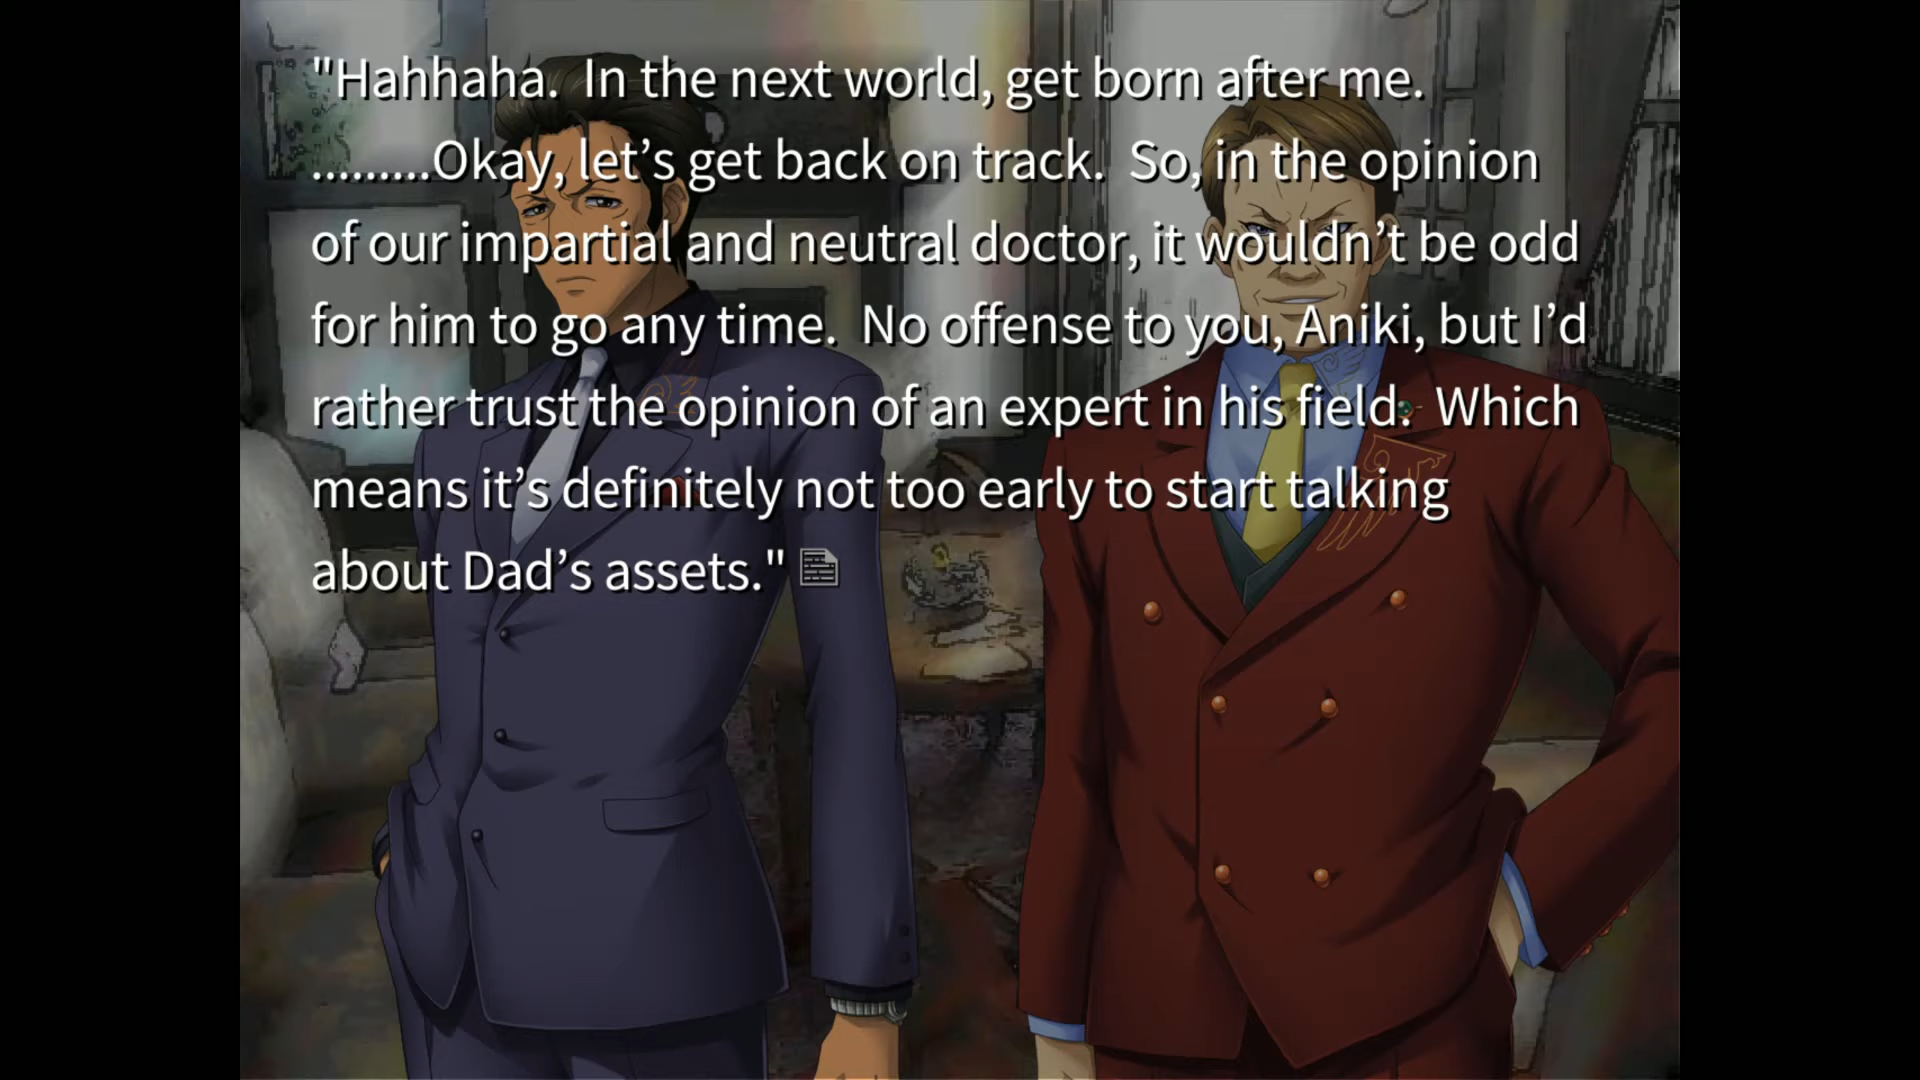 "Hahhaha.  In the next world, get born after me.
.........Okay, let’s get back on track.  So, in the opinion
of our impartial and neutral doctor, it wouldn’t be odd
for him to go any time.  No offense to you, Aniki, but I’d
rather trust the opinion of an expert in his field.  Which
means it’s definitely not too early to start talking
about Dad’s assets."